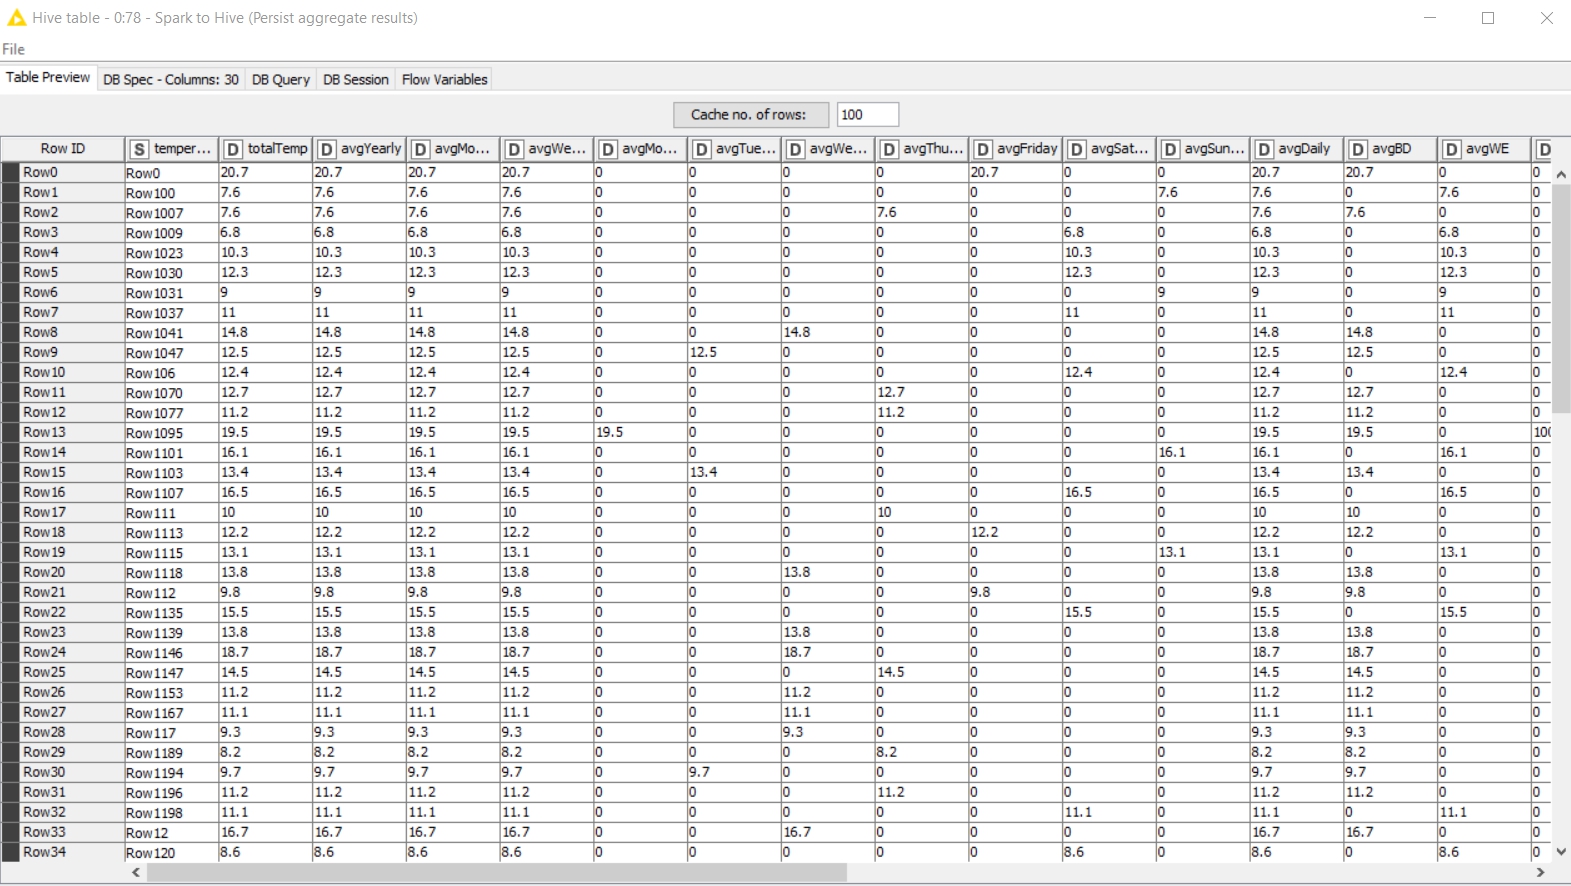 Hive table - 0:78 - Spark to Hive (Persist aggregate results)
File
Table Preview DB Spec - Columns: 30 DB Query DB Session Flow Variables
Cache no. of rows: 100
Row ID S temper... D totalTemp D avgYearly D avgMo... D avgWe... D avgMo... D avgTue... D avgWe... D avgThu... D avgFriday D avgSat... D avgSun... D avgDaily D avgBD D avgWE D
Row0 Row0 20.7 20.7 20.7 20.7 0 0 0 0 20.7 0 0 20.7 20.7 0 0
Row1 Row100 7.6 7.6 7.6 7.6 0 0 0 0 0 0 7.6 7.6 0 7.6 0
Row2 Row1007 7.6 7.6 7.6 7.6 0 0 0 7.6 0 0 0 7.6 7.6 0 0
Row3 Row1009 6.8 6.8 6.8 6.8 0 0 0 0 0 6.8 0 6.8 0 6.8 0
Row4 Row1023 10.3 10.3 10.3 10.3 0 0 0 0 0 10.3 0 10.3 0 10.3 0
Row5 Row1030 12.3 12.3 12.3 12.3 0 0 0 0 0 12.3 0 12.3 0 12.3 0
Row6 Row1031 9 9 9 9 0 0 0 0 0 0 9 9 0 9 0
Row7 Row1037 11 11 11 11 0 0 0 0 0 11 0 11 0 11 0
Row8 Row1041 14.8 14.8 14.8 14.8 0 0 14.8 0 0 0 0 14.8 14.8 0 0
Row9 Row1047 12.5 12.5 12.5 12.5 0 12.5 0 0 0 0 0 12.5 12.5 0 0
Row10 Row106 12.4 12.4 12.4 12.4 0 0 0 0 0 12.4 0 12.4 0 12.4 0
Row11 Row1070 12.7 12.7 12.7 12.7 0 0 0 12.7 0 0 0 12.7 12.7 0 0
Row12 Row1077 11.2 11.2 11.2 11.2 0 0 0 11.2 0 0 0 11.2 11.2 0 0
Row13 Row1095 19.5 19.5 19.5 19.5 19.5 0 0 0 0 0 0 19.5 19.5 0
Row14 Row1101 16.1 16.1 16.1 16.1 0 0 0 0 0 0 16.1 16.1 0 16.1 0
Row15 Row1103 13.4 13.4 13.4 13.4 0 13.4 0 0 0 0 0 13.4 13.4 0 0
Row16 Row1107 16.5 16.5 16.5 16.5 0 0 0 0 0 16.5 0 16.5 0 16.5 0
Row17 Row111 10 10 10 10 0 0 0 10 0 0 0 10 10 0 0
Row18 Row1113 12.2 12.2 12.2 12.2 0 0 0 0 12.2 0 0 12.2 12.2 0 0
Row19 Row1115 13.1 13.1 13.1 13.1 0 0 0 0 0 0 13.1 13.1 0 13.1 0
Row20 Row1118 13.8 13.8 13.8 13.8 0 0 13.8 0 0 0 0 13.8 13.8 0 0
Row21 Row112 9.8 9.8 9.8 9.8 0 0 0 0 9.8 0 0 9.8 9.8 0 0
Row22 Row1135 15.5 15.5 15.5 15.5 0 0 0 0 0 15.5 0 15.5 0 15.5 0
Row23 Row1139 13.8 13.8 13.8 13.8 0 0 13.8 0 0 0 0 13.8 13.8 0 0
Row24 Row1146 18.7 18.7 18.7 18.7 0 0 18.7 0 0 0 0 18.7 18.7 0 0
Row25 Row1147 14.5 14.5 14.5 14.5 0 0 0 14.5 0 0 0 14.5 14.5 0 0
Row26 Row1153 11.2 11.2 11.2 11.2 0 0 11.2 0 0 0 0 11.2 11.2 0 0
Row27 Row1167 11.1 11.1 11.1 11.1 0 0 11.1 0 0 0 0 11.1 11.1 0 0
Row28 Row117 9.3 9.3 9.3 9.3 0 0 9.3 0 0 0 0 9.3 9.3 0 0
Row29 Row1189 8.2 8.2 8.2 8.2 0 0 0 8.2 0 0 0 8.2 8.2 0 0
Row30 Row1194 9.7 9.7 9.7 9.7 0 9.7 0 0 0 0 0 9.7 9.7 0 0
Row31 Row1196 11.2 11.2 11.2 11.2 0 0 0 11.2 0 0 0 11.2 11.2 0 0
Row32 Row1198 11.1 11.1 11.1 11.1 0 0 0 0 0 11.1 0 11.1 0 11.1 0
Row33 Row12 16.7 16.7 16.7 16.7 0 0 16.7 0 0 0 0 16.7 16.7 0 0
Row34 Row120 8.6 8.6 8.6 8.6 0 0 0 0 0 8.6 0 8.6 0 8.6 0